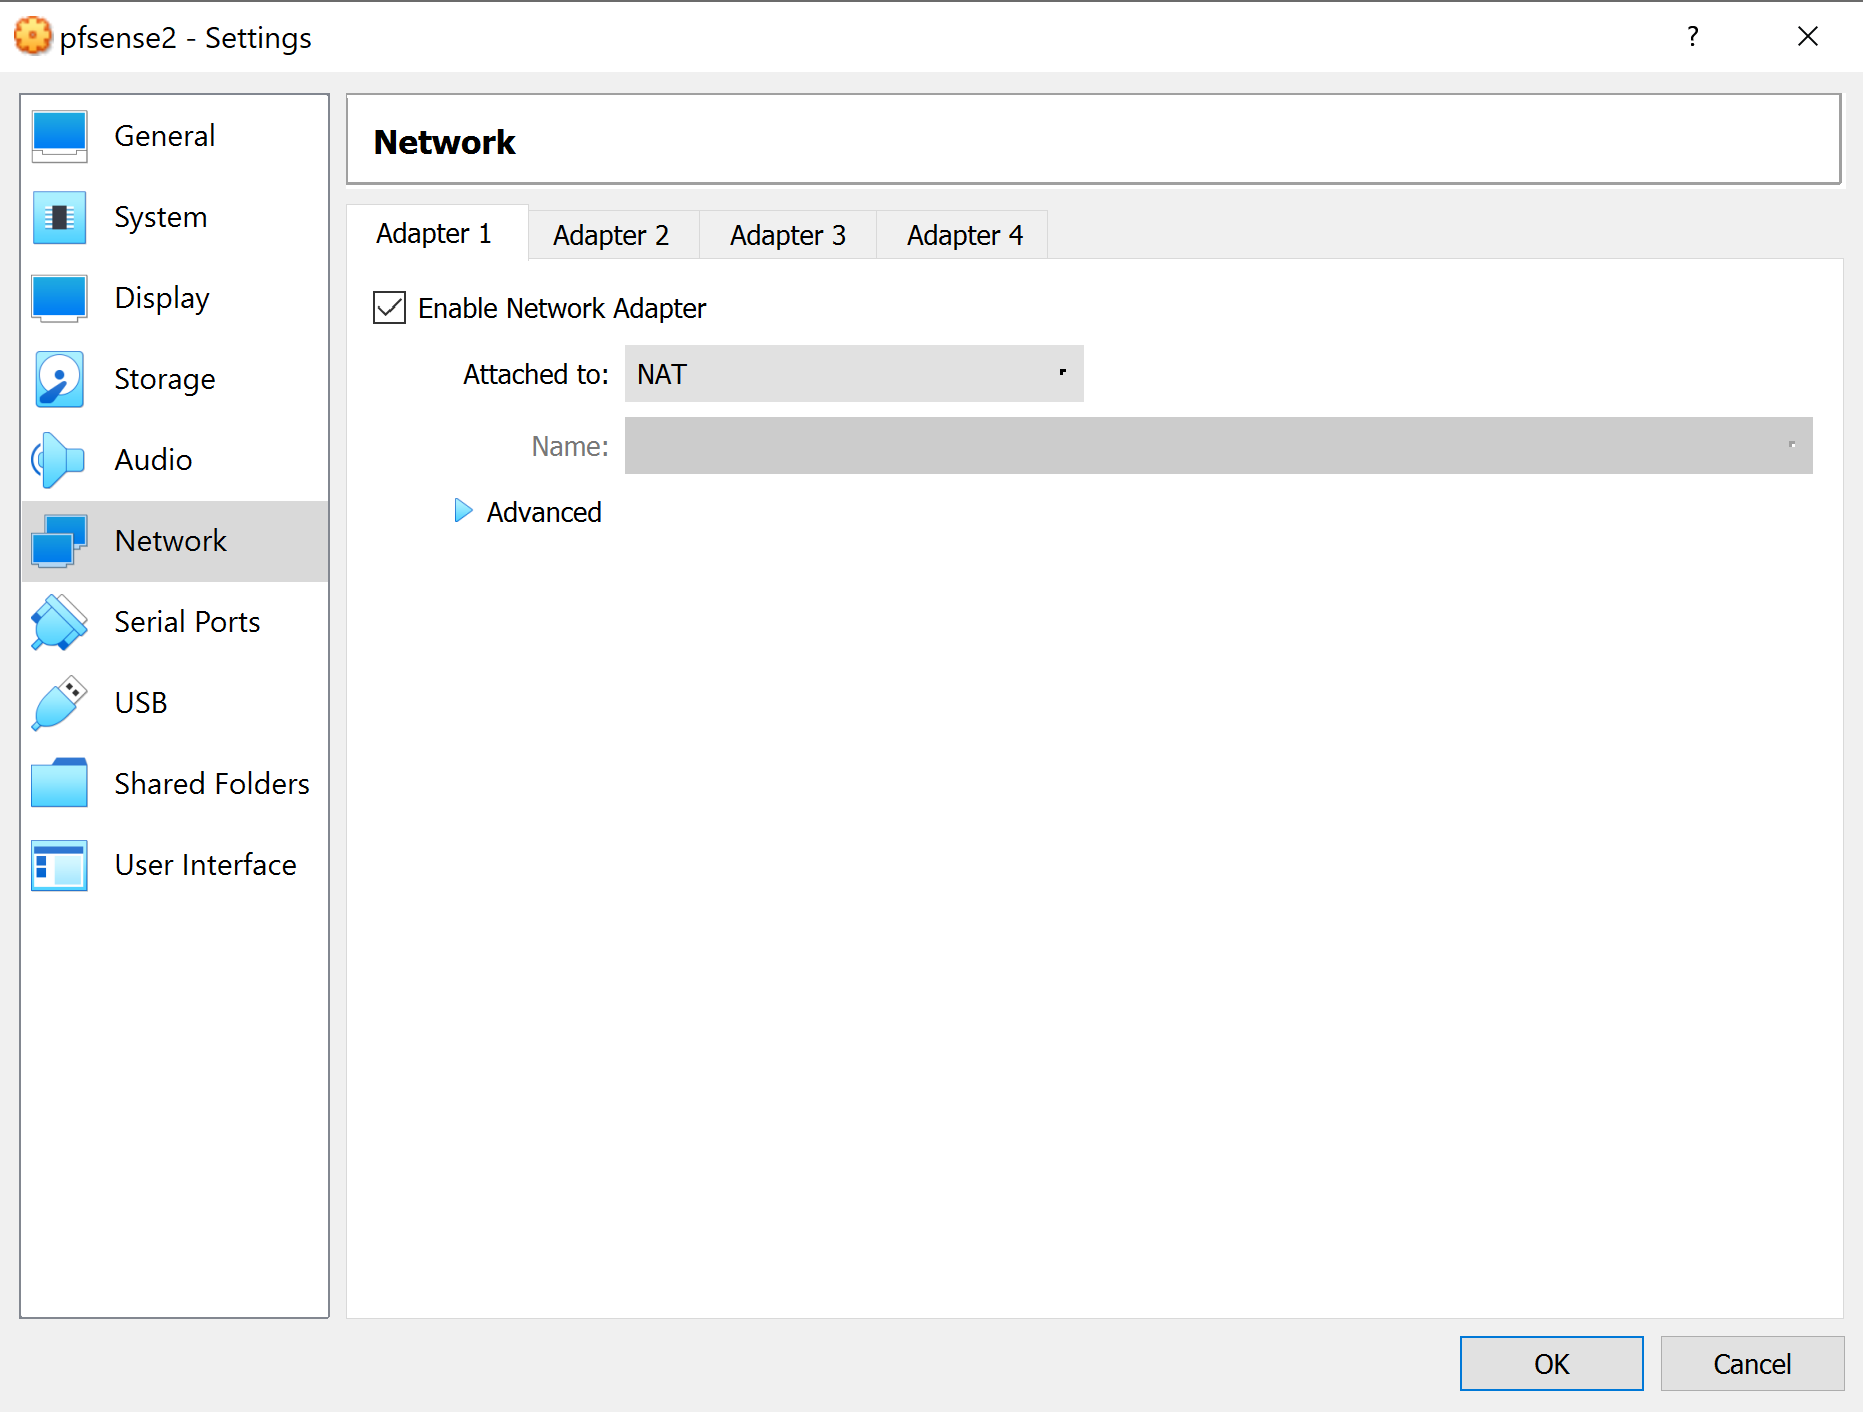 pfsense2 - Settings
?
General
System
Display
Storage
Audio
Network
Serial Ports
USB
Shared Folders
User Interface
Network
Adapter 1
Adapter 2
Adapter 3
Adapter 4
Enable Network Adapter
Attached to: NAT
Name:
Advanced
OK
Cancel